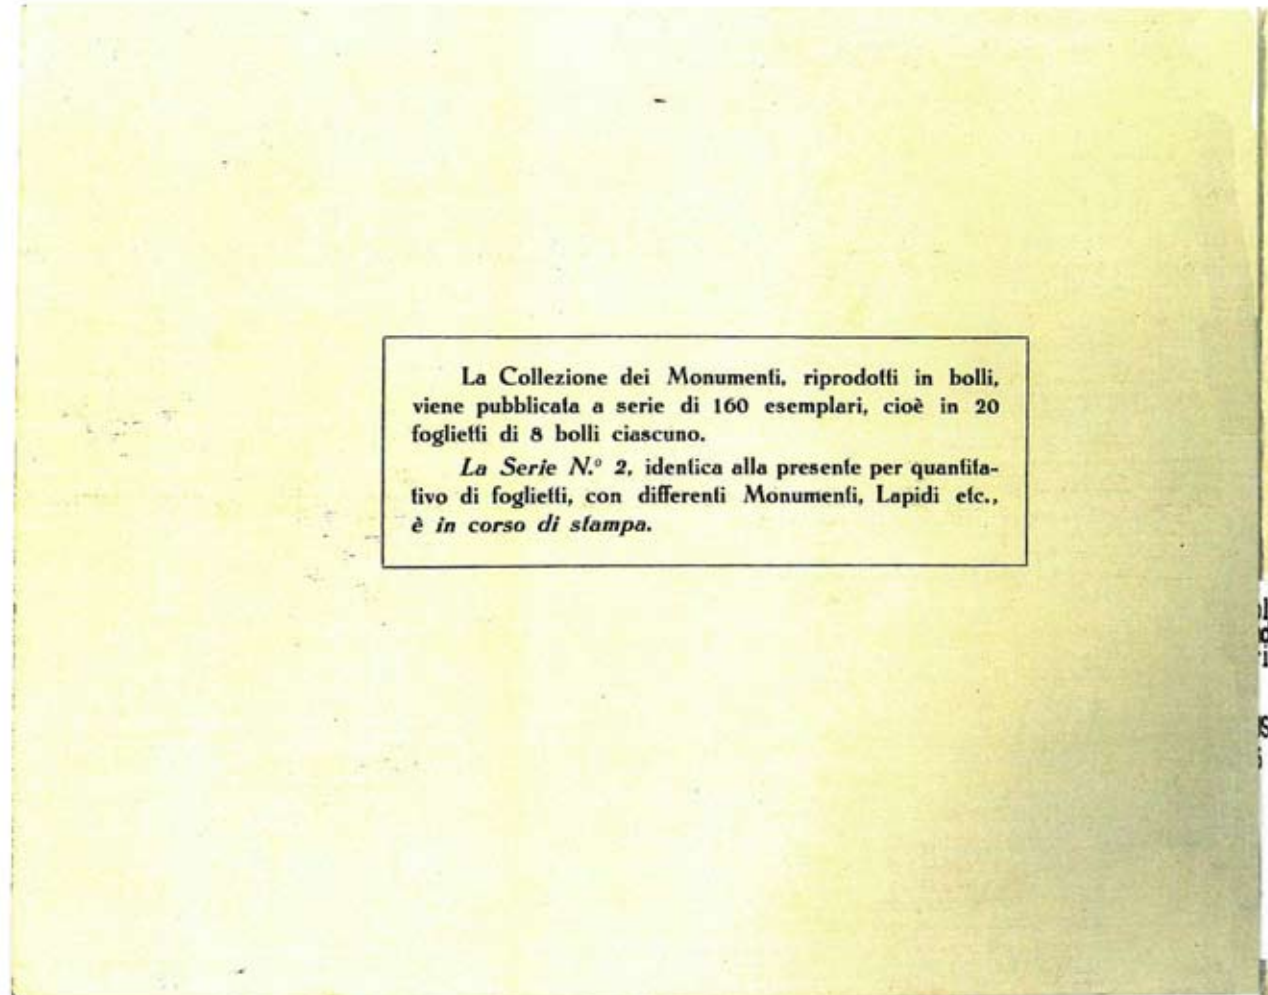 La Collezione dei Monumenti, riprodotti in bolli,
viene pubblicata a serie di 160 esemplari, cioè in 20
foglietti di 8 bolli ciascuno.
La Serie N.º 2, identica alla presente per quantita-
tivo di foglietti, con differenti Monumenti, Lapidi etc.,
è in corso di stampa.